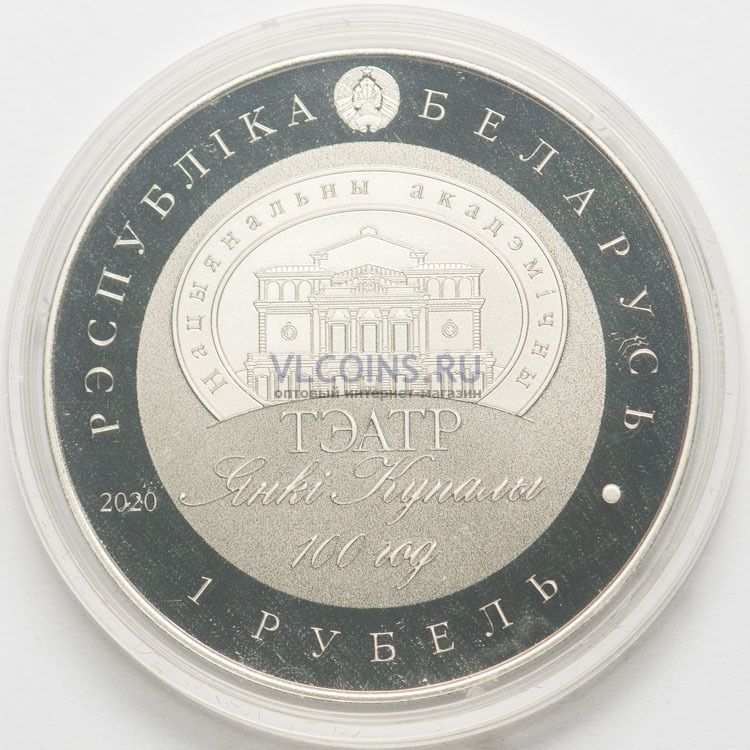 РЭСПУБЛІКА БЕЛАРУСЬ
Нацыянальны акадэмічны
VLCOINS.RU
оптовый интернет-магазин
ТЭАТР
Янкі Купалы
2020
100 год
1 РУБЕЛЬ